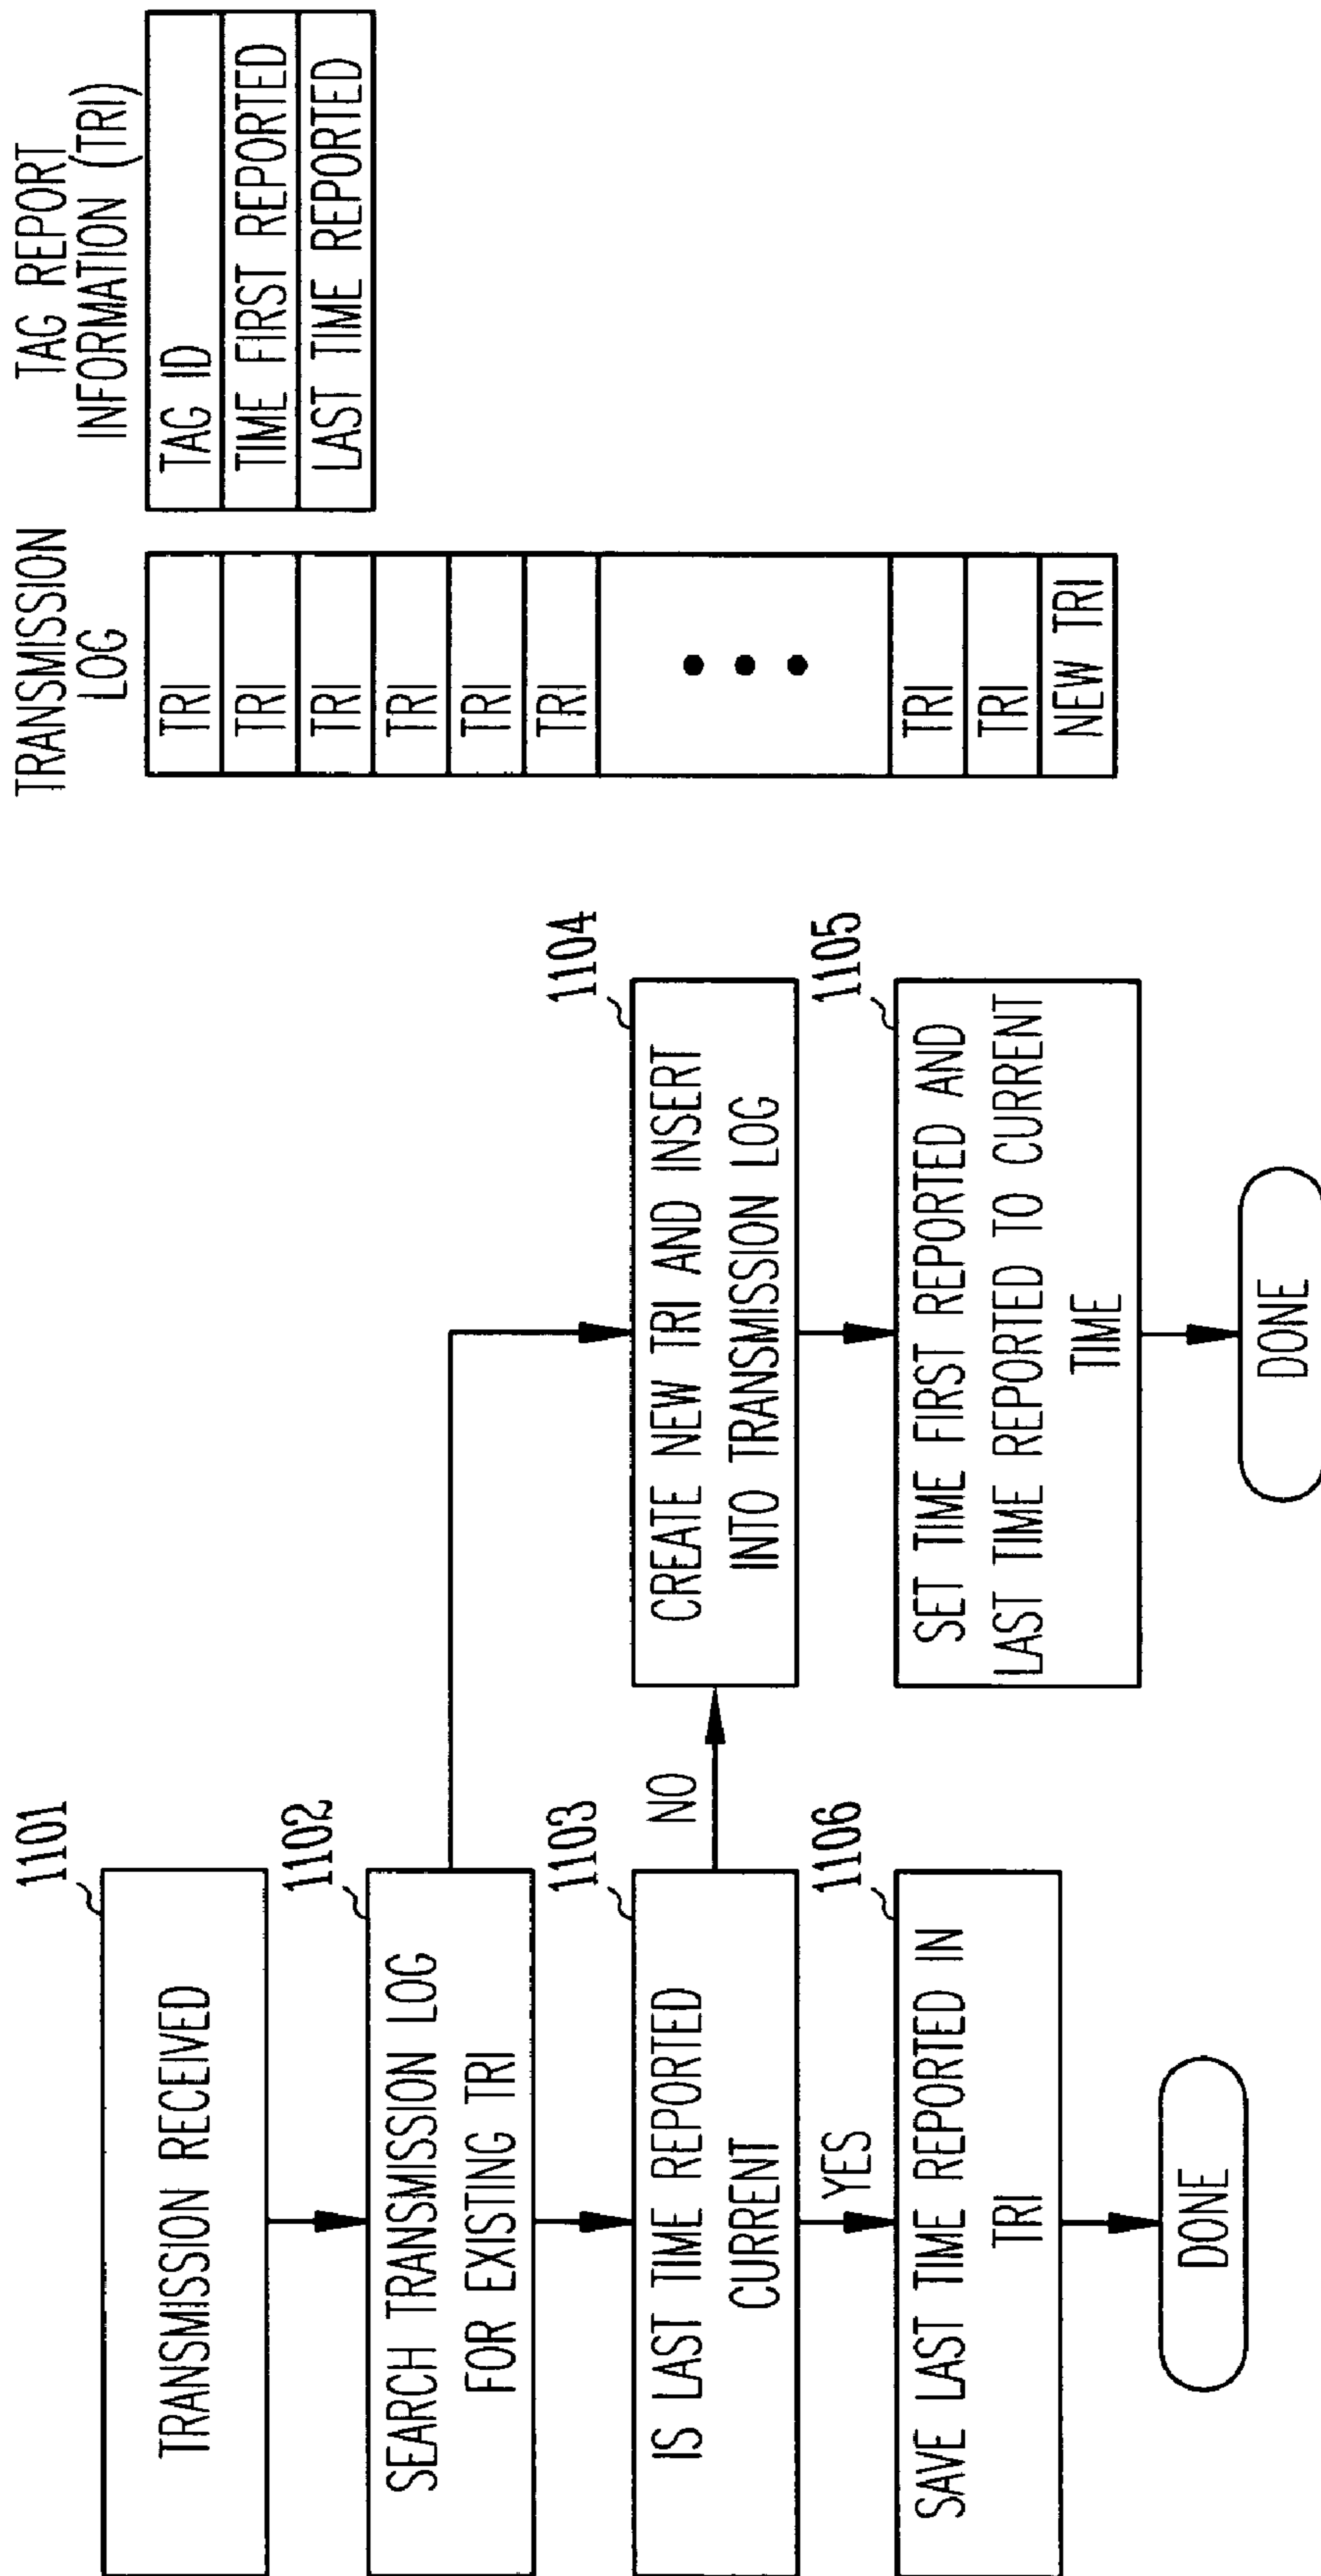 1101
TRANSMISSION RECEIVED
1102
SEARCH TRANSMISSION LOG
FOR EXISTING TRI
1103
IS LAST TIME REPORTED
CURRENT
NO
YES
1106
SAVE LAST TIME REPORTED IN
TRI
DONE
1104
CREATE NEW TRI AND INSERT
INTO TRANSMISSION LOG
1105
SET TIME FIRST REPORTED AND
LAST TIME REPORTED TO CURRENT
TIME
DONE
TRANSMISSION
LOG
TRI
TRI
TRI
TRI
TRI
TRI
TRI
TRI
NEW TRI
TAG REPORT
INFORMATION (TRI)
TAG ID
TIME FIRST REPORTED
LAST TIME REPORTED